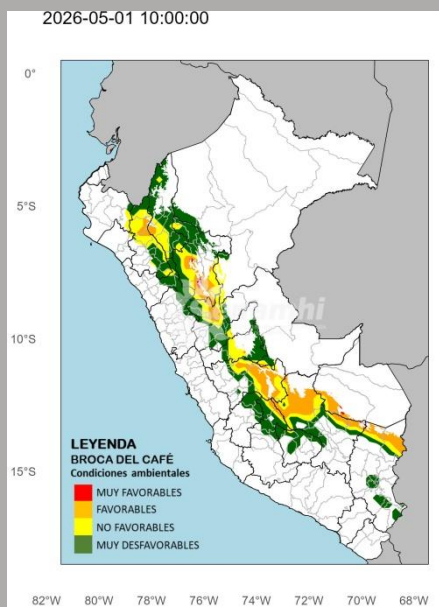 2026-05-01 10:00:00
0°
5°S
10°S
15°S
senamhi
LEYENDA
BROCA DEL CAFÉ
Condiciones ambientales
MUY FAVORABLES
FAVORABLES
NO FAVORABLES
MUY DESFAVORABLES
82°W 80°W 78°W 76°W 74°W 72°W 70°W 68°W